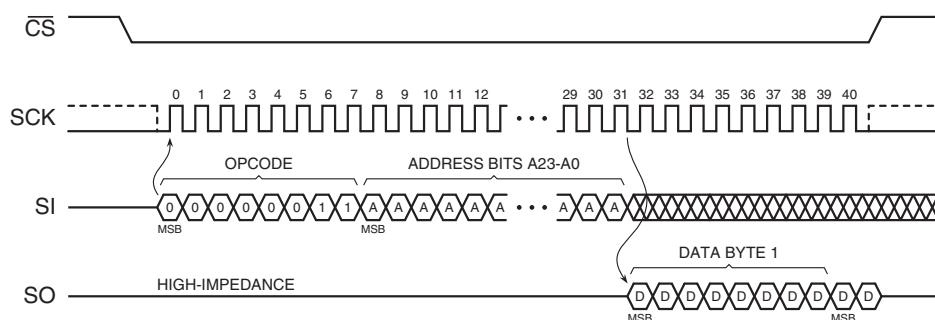 CS
SCK
0 1 2 3 4 5 6 7 8 9 10 11 12 29 30 31 32 33 34 35 36 37 38 39 40
OPCODE ADDRESS BITS A23-A0
SI
0 0 0 0 0 0 1 1 A A A A A A • • • A A A
MSB MSB
DATA BYTE 1
SO
HIGH-IMPEDANCE
D D D D D D D D D D
MSB MSB